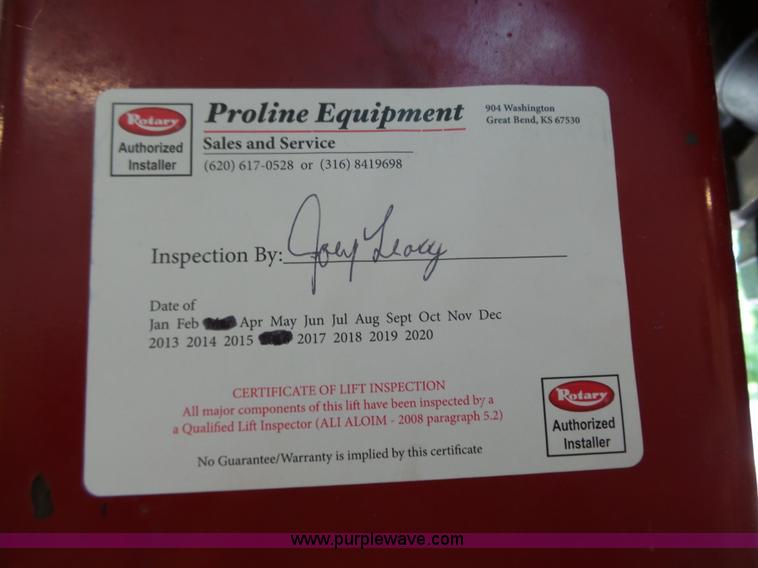 Rotary
Authorized
Installer
Proline Equipment
Sales and Service
(620) 617-0528 or (316) 8419698
904 Washington
Great Bend, KS 67530
Inspection By: Joey
Date of
Jan Feb Apr May Jun Jul Aug Sept Oct Nov Dec
2013 2014 2015 2017 2018 2019 2020
CERTIFICATE OF LIFT INSPECTION
All major components of this lift have been inspected by a
a Qualified Lift Inspector (ALI ALOIM - 2008 paragraph 5.2)
No Guarantee/Warranty is implied by this certificate
Rotary
Authorized
Installer
www.purplewave.com